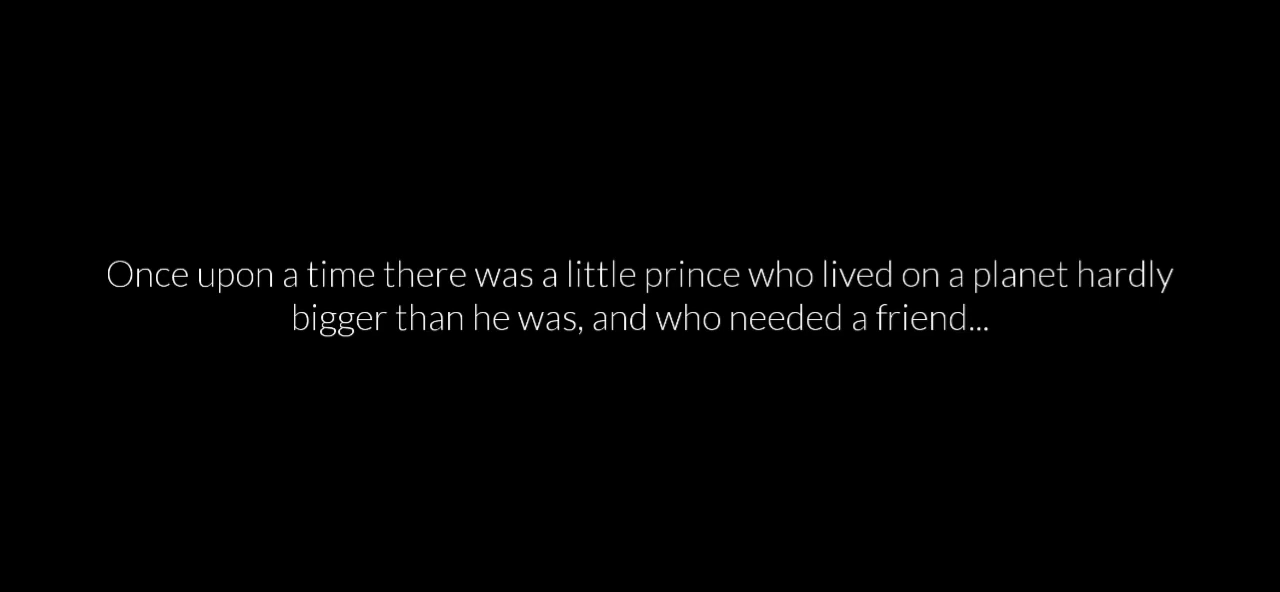 Once upon a time there was a little prince who lived on a planet hardly
bigger than he was, and who needed a friend...